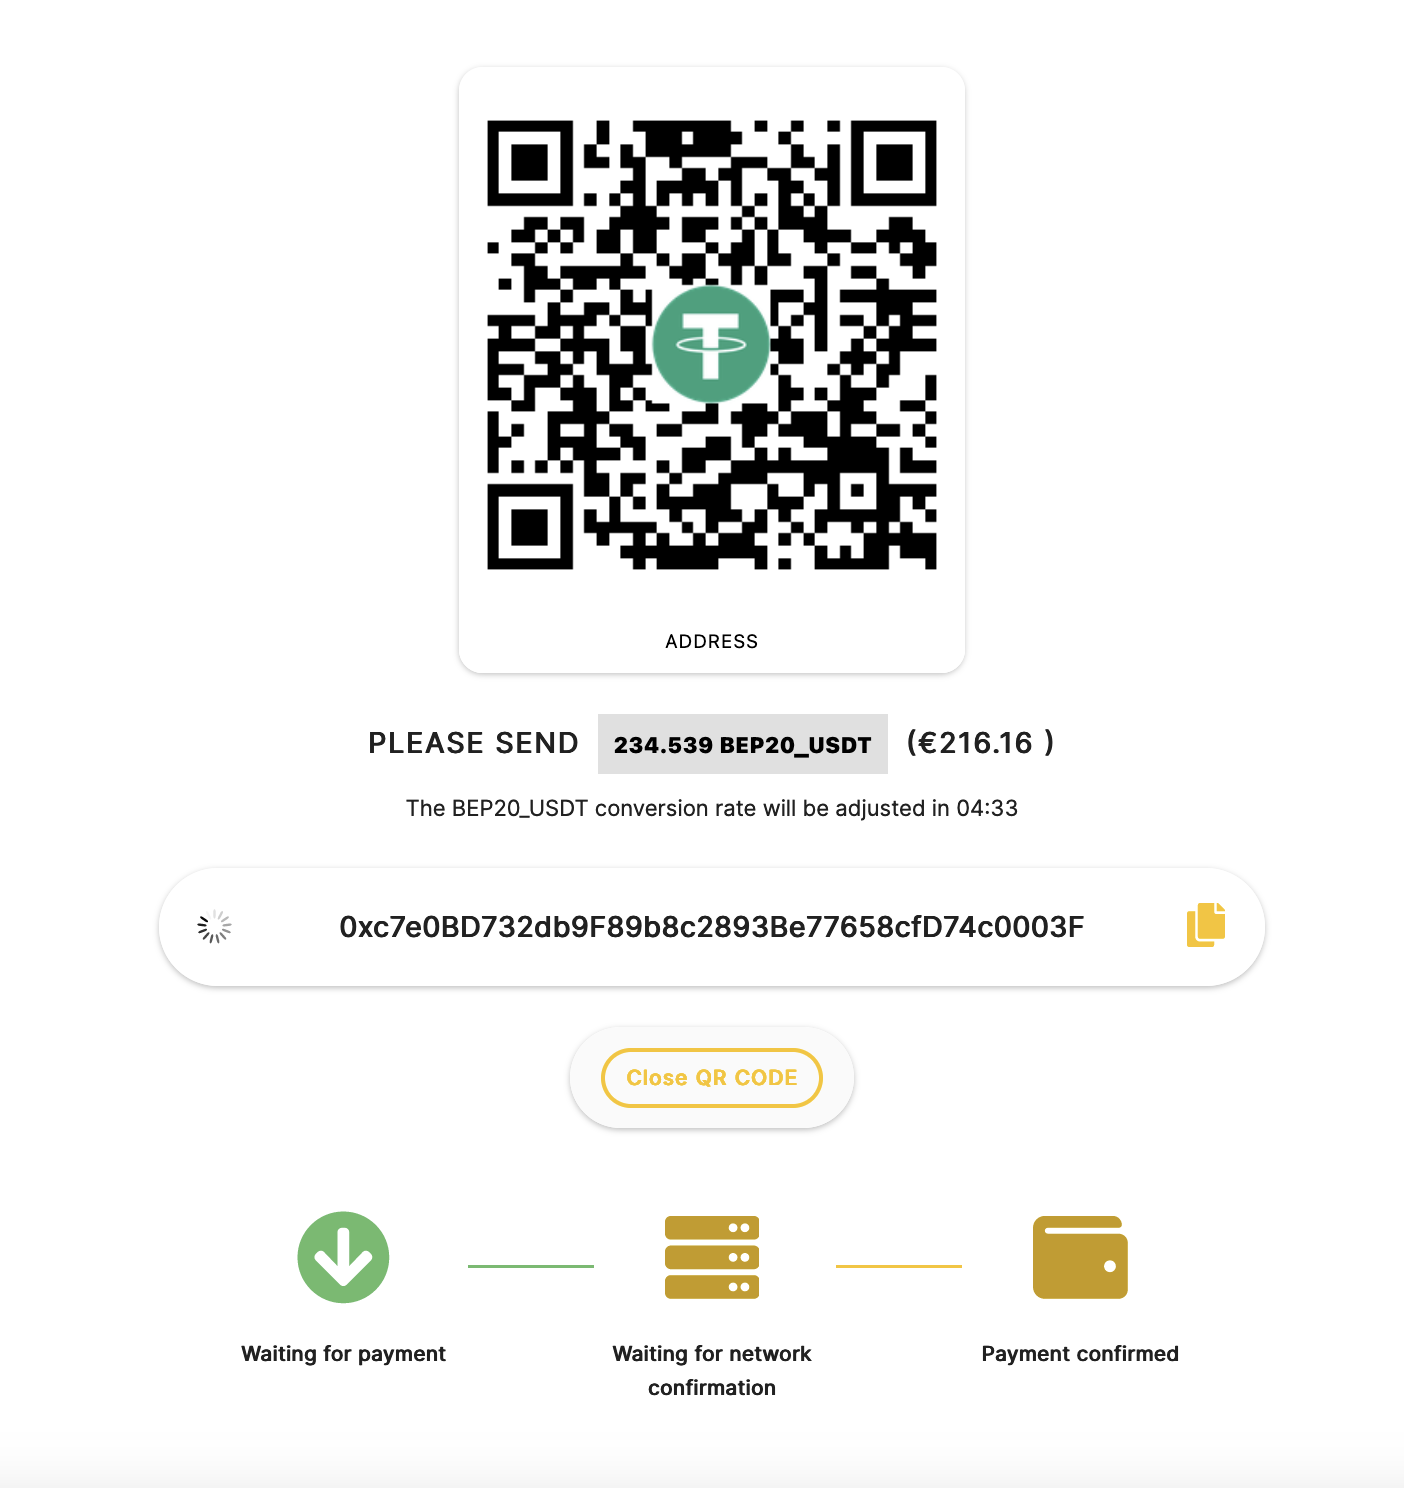 ADDRESS
PLEASE SEND 234.539 BEP20_USDT (€216.16 )
The BEP20_USDT conversion rate will be adjusted in 04:33
0xc7e0BD732db9F89b8c2893Be77658cfD74c0003F
Close QR CODE
Waiting for payment
Waiting for network
confirmation
Payment confirmed